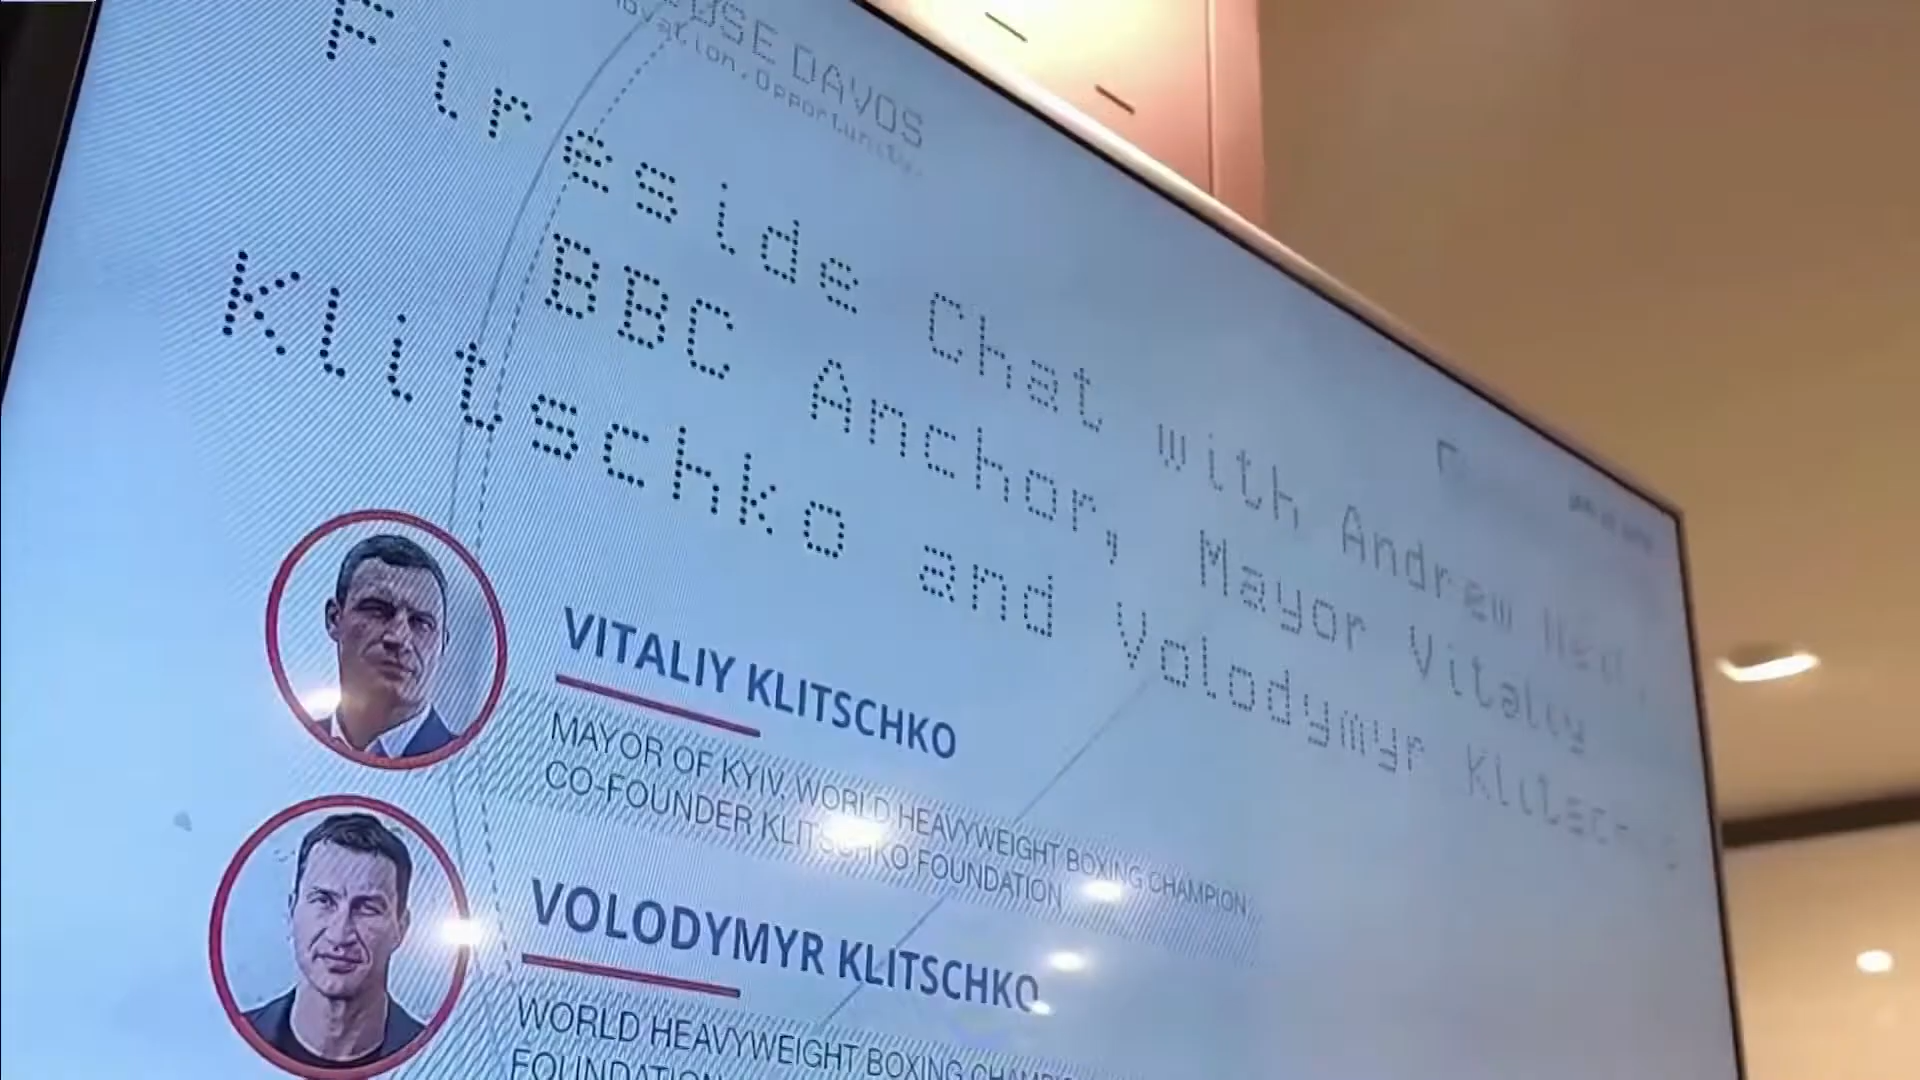 DAVOS
Opportunity.
Fireside Chat with Andrew
BBC Anchor, Mayor Vitaliy
Klitschko and Volodymyr
VITALIY KLITSCHKO
MAYOR OF KYIV, WORLD HEAVYWEIGHT BOXING CHAMPION
CO-FOUNDER KLITSCHKO FOUNDATION
VOLODYMYR KLITSCHKO
WORLD HEAVYWEIGHT BOXING